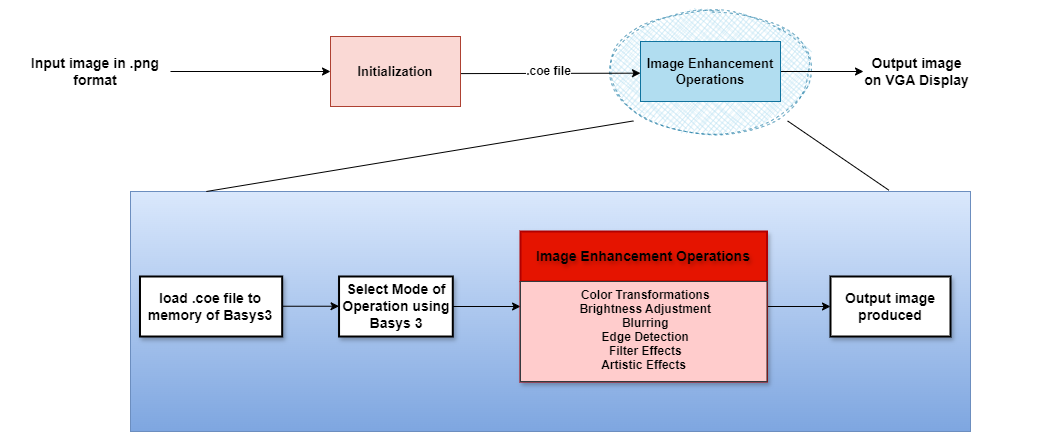 Input image in .png
format
Initialization
.coe file
Image Enhancement
Operations
Output image
on VGA Display
load .coe file to
memory of Basys3
Select Mode of
Operation using
Basys 3
Image Enhancement Operations
Color Transformations
Brightness Adjustment
Blurring
Edge Detection
Filter Effects
Artistic Effects
Output image
produced